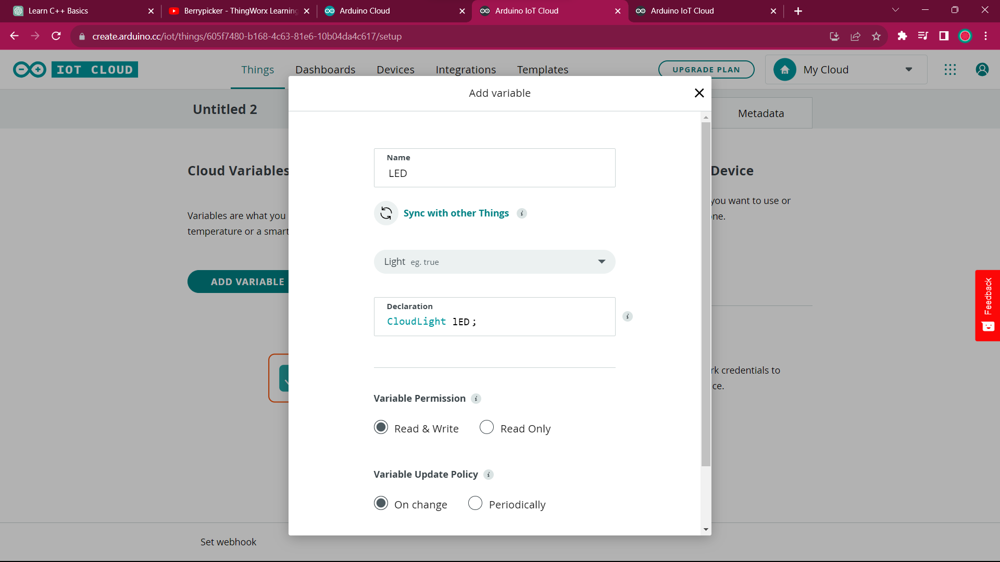 Learn C++ Basics
Berrypicker - ThingWorx Learning
Arduino Cloud
Arduino IoT Cloud
Arduino IoT Cloud
create.arduino.cc/iot/things/605f7480-b168-4c63-81e6-10b04da4c617/setup
IOT CLOUD
Things
Dashboards
Devices
Integrations
Templates
UPGRADE PLAN
My Cloud
Untitled 2
Metadata
Add variable
Cloud Variables
Variables are what you
temperature or a smart
ADD VARIABLE
Name
LED
Sync with other Things
Light eg. true
Declaration
CloudLight lED;
Variable Permission
Read & Write
Read Only
Variable Update Policy
On change
Periodically
Device
you want to use or
ne.
rk credentials to
ce.
Feedback
Set webhook